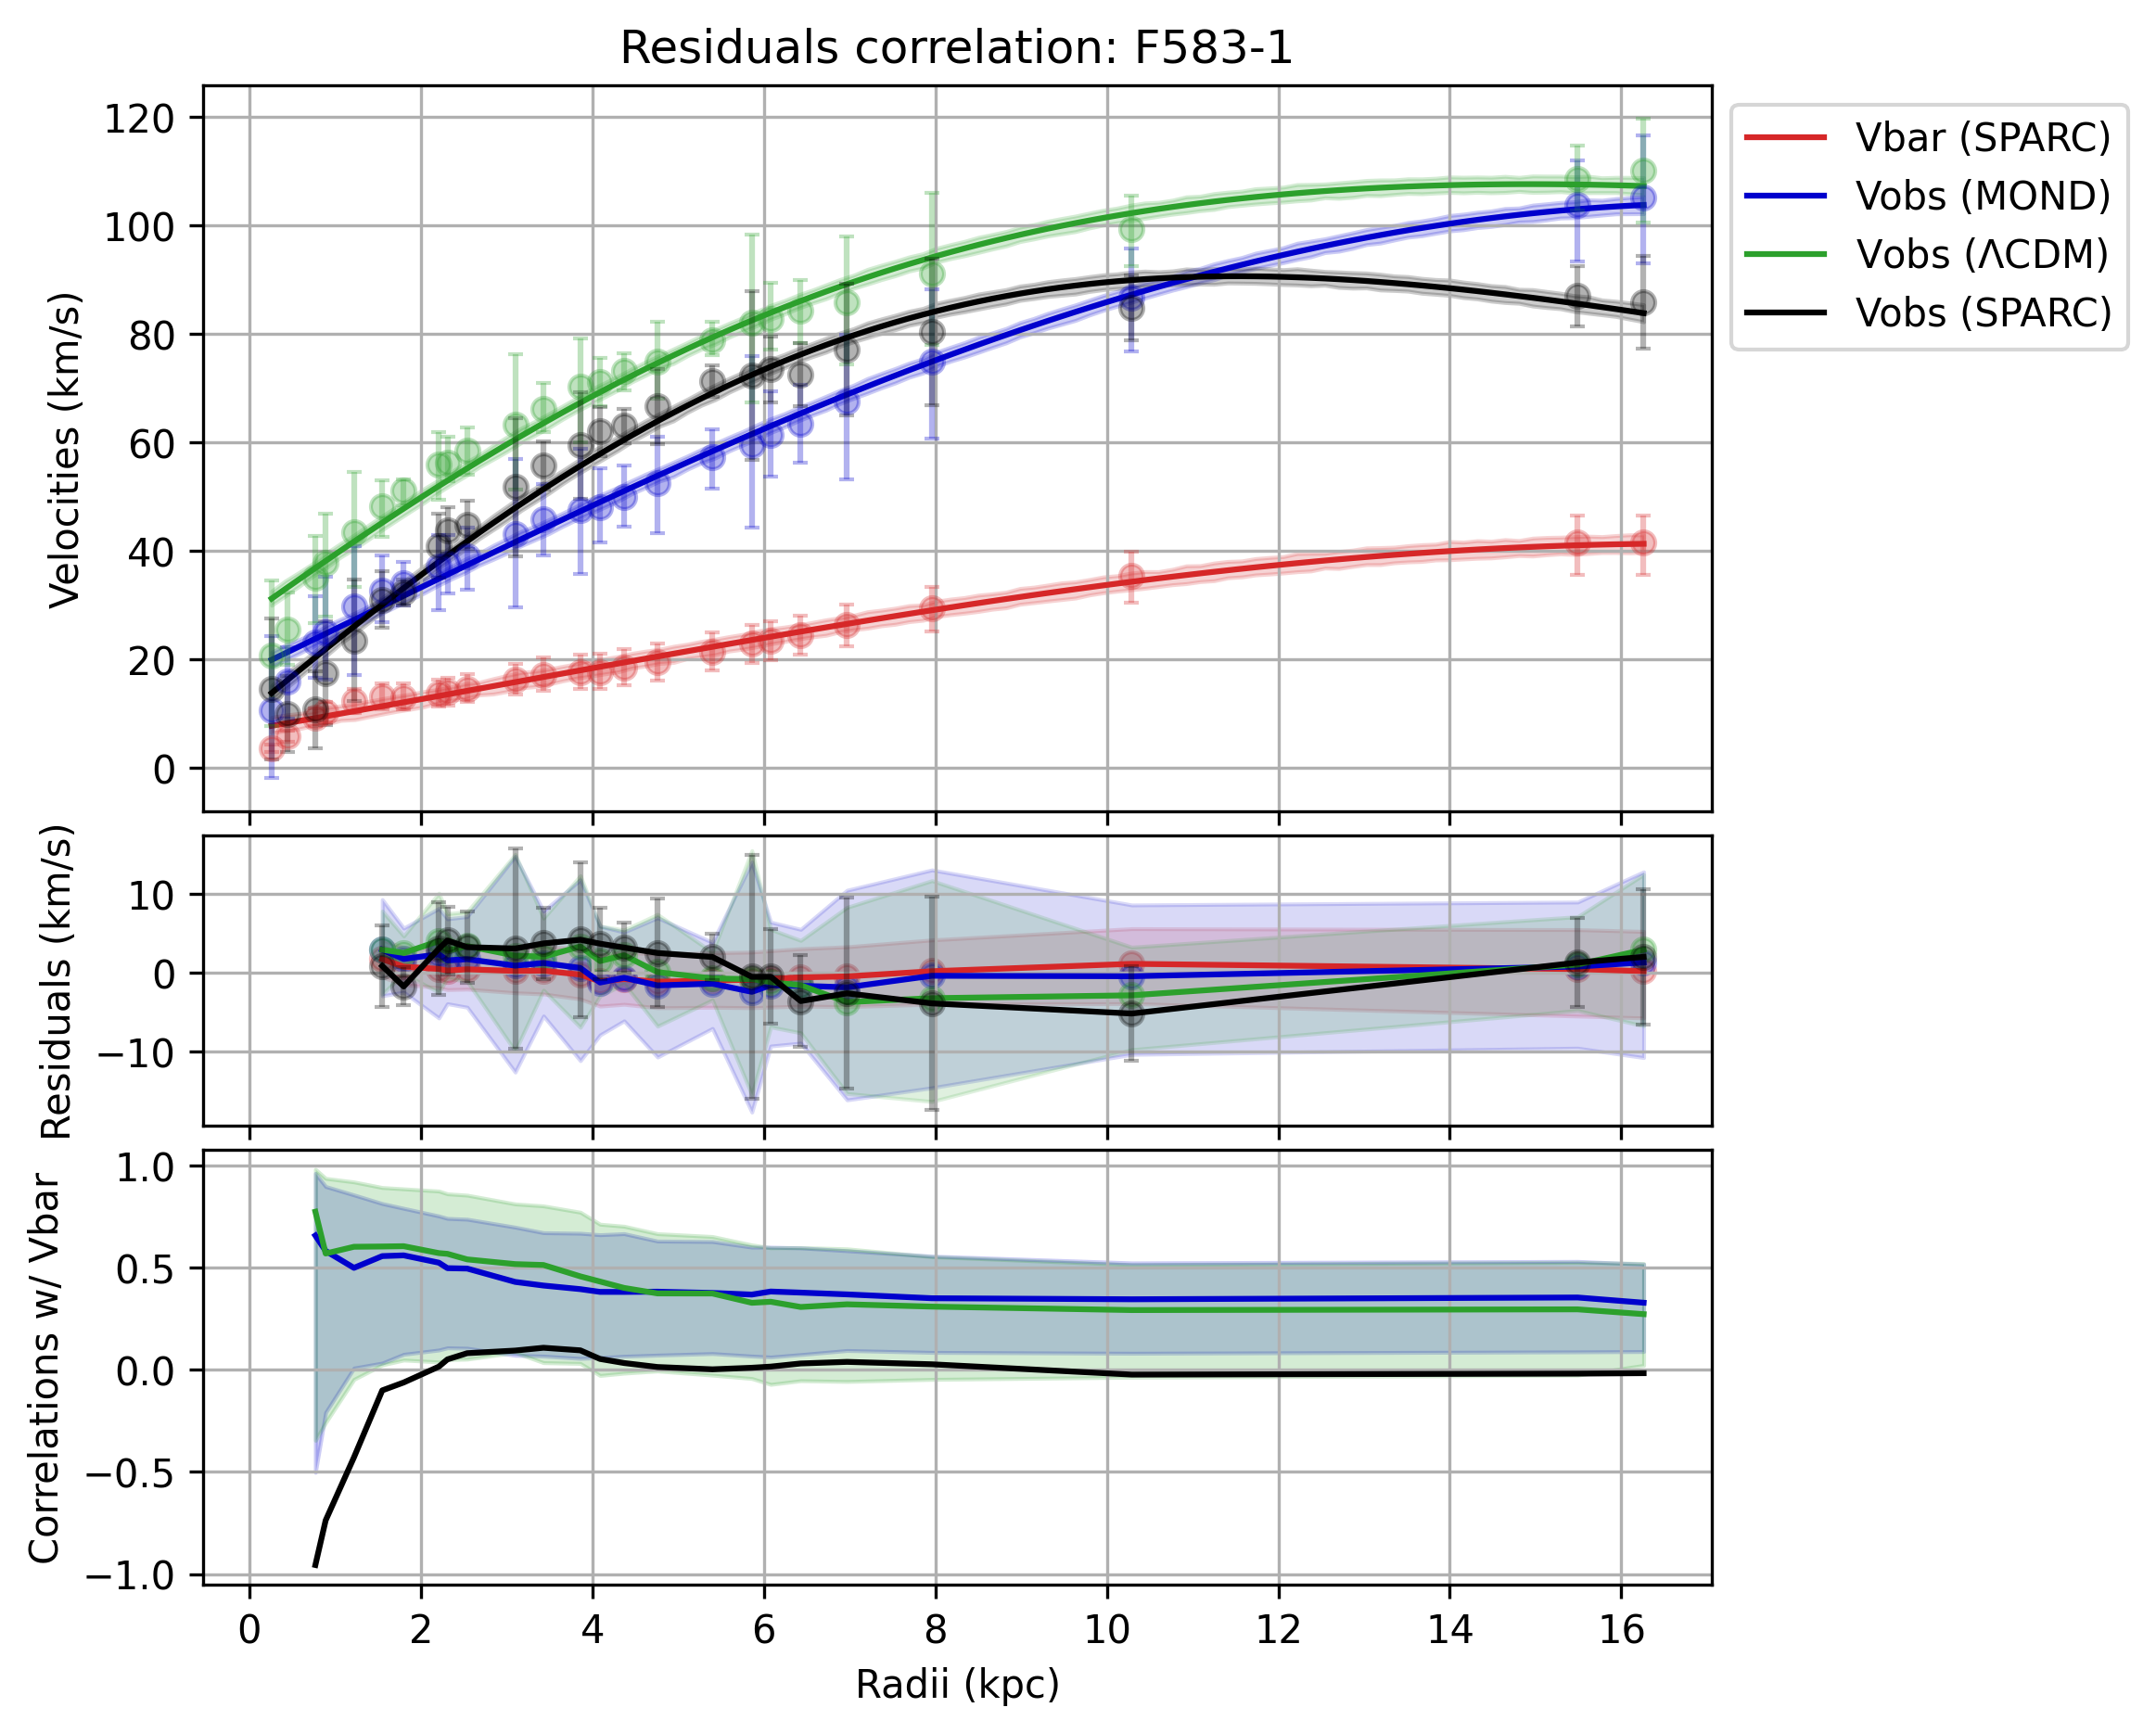 Residuals correlation: F583-1
Velocities (km/s)
120
100
80
60
40
20
0
Vbar (SPARC)
Vobs (MOND)
Vobs (ΛCDM)
Vobs (SPARC)
Residuals (km/s)
10
0
−10
Correlations w/ Vbar
1.0
0.5
0.0
−0.5
−1.0
0 2 4 6 8 10 12 14 16
Radii (kpc)